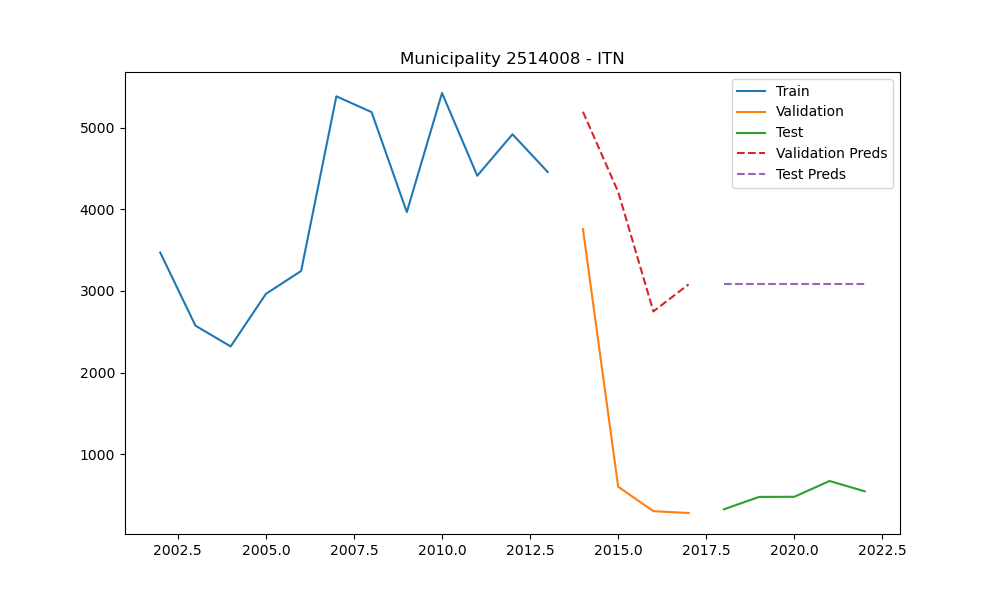 Municipality 2514008 - ITN
Train
Validation
Test
Validation Preds
Test Preds
5000
4000
3000
2000
1000
2002.5 2005.0 2007.5 2010.0 2012.5 2015.0 2017.5 2020.0 2022.5